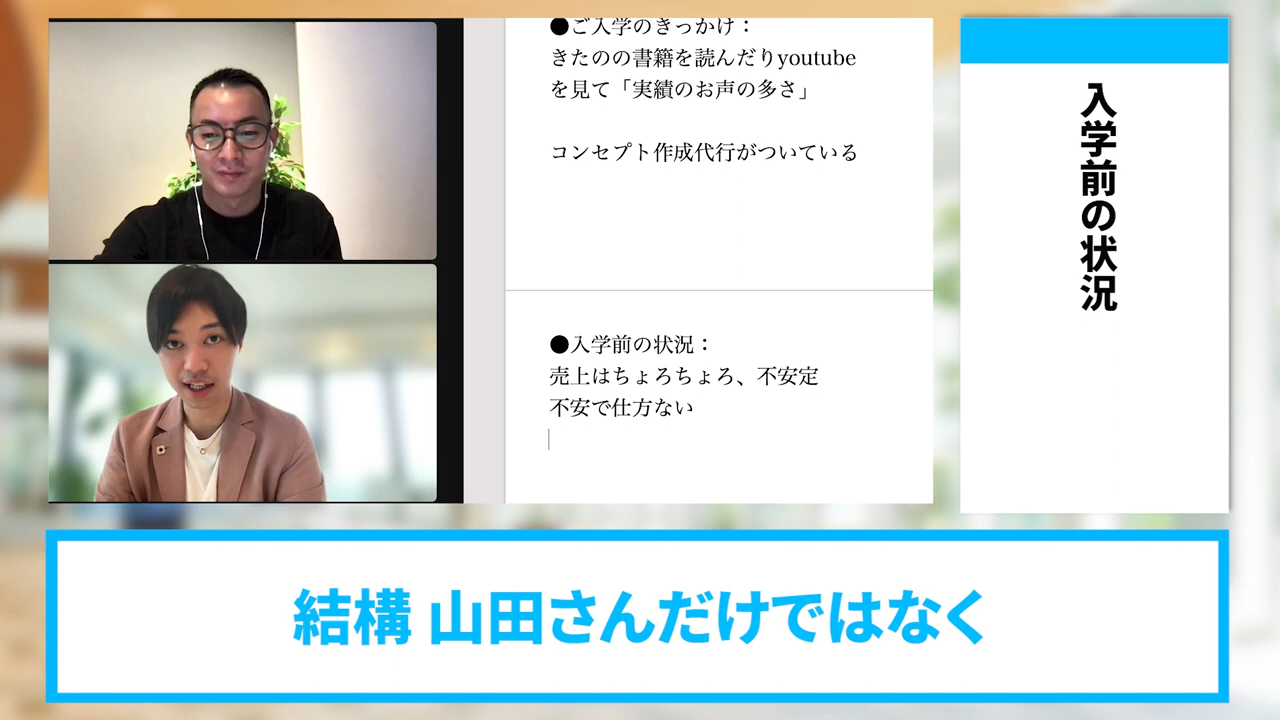 ●ご入学のきっかけ：
きたのの書籍を読んだりyoutube
を見て「実績のお声の多さ」
コンセプト作成代行がついている
●入学前の状況：
売上はちょろちょろ、不安定
不安で仕方ない
入学前の状況
結構 山田さんだけではなく